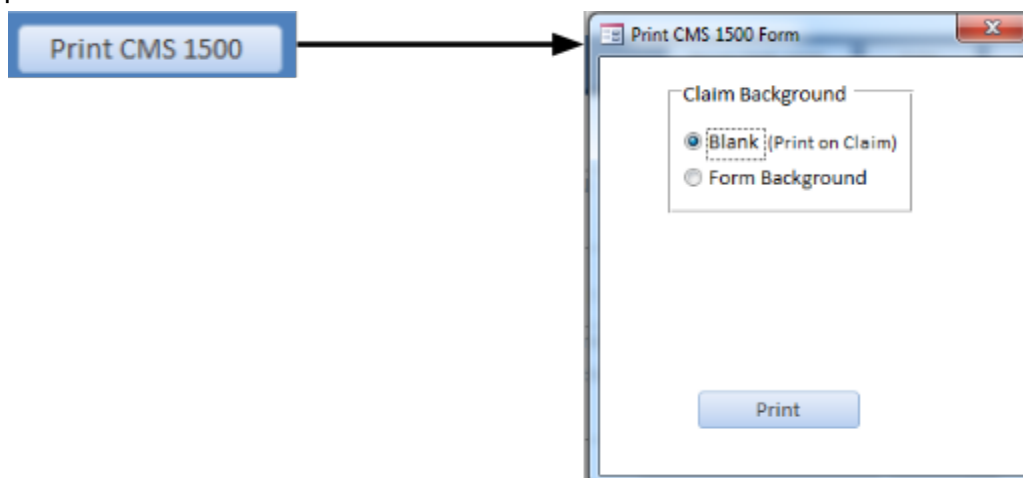 Print CMS 1500
Print CMS 1500 Form
Claim Background
Blank (Print on Claim)
Form Background
Print